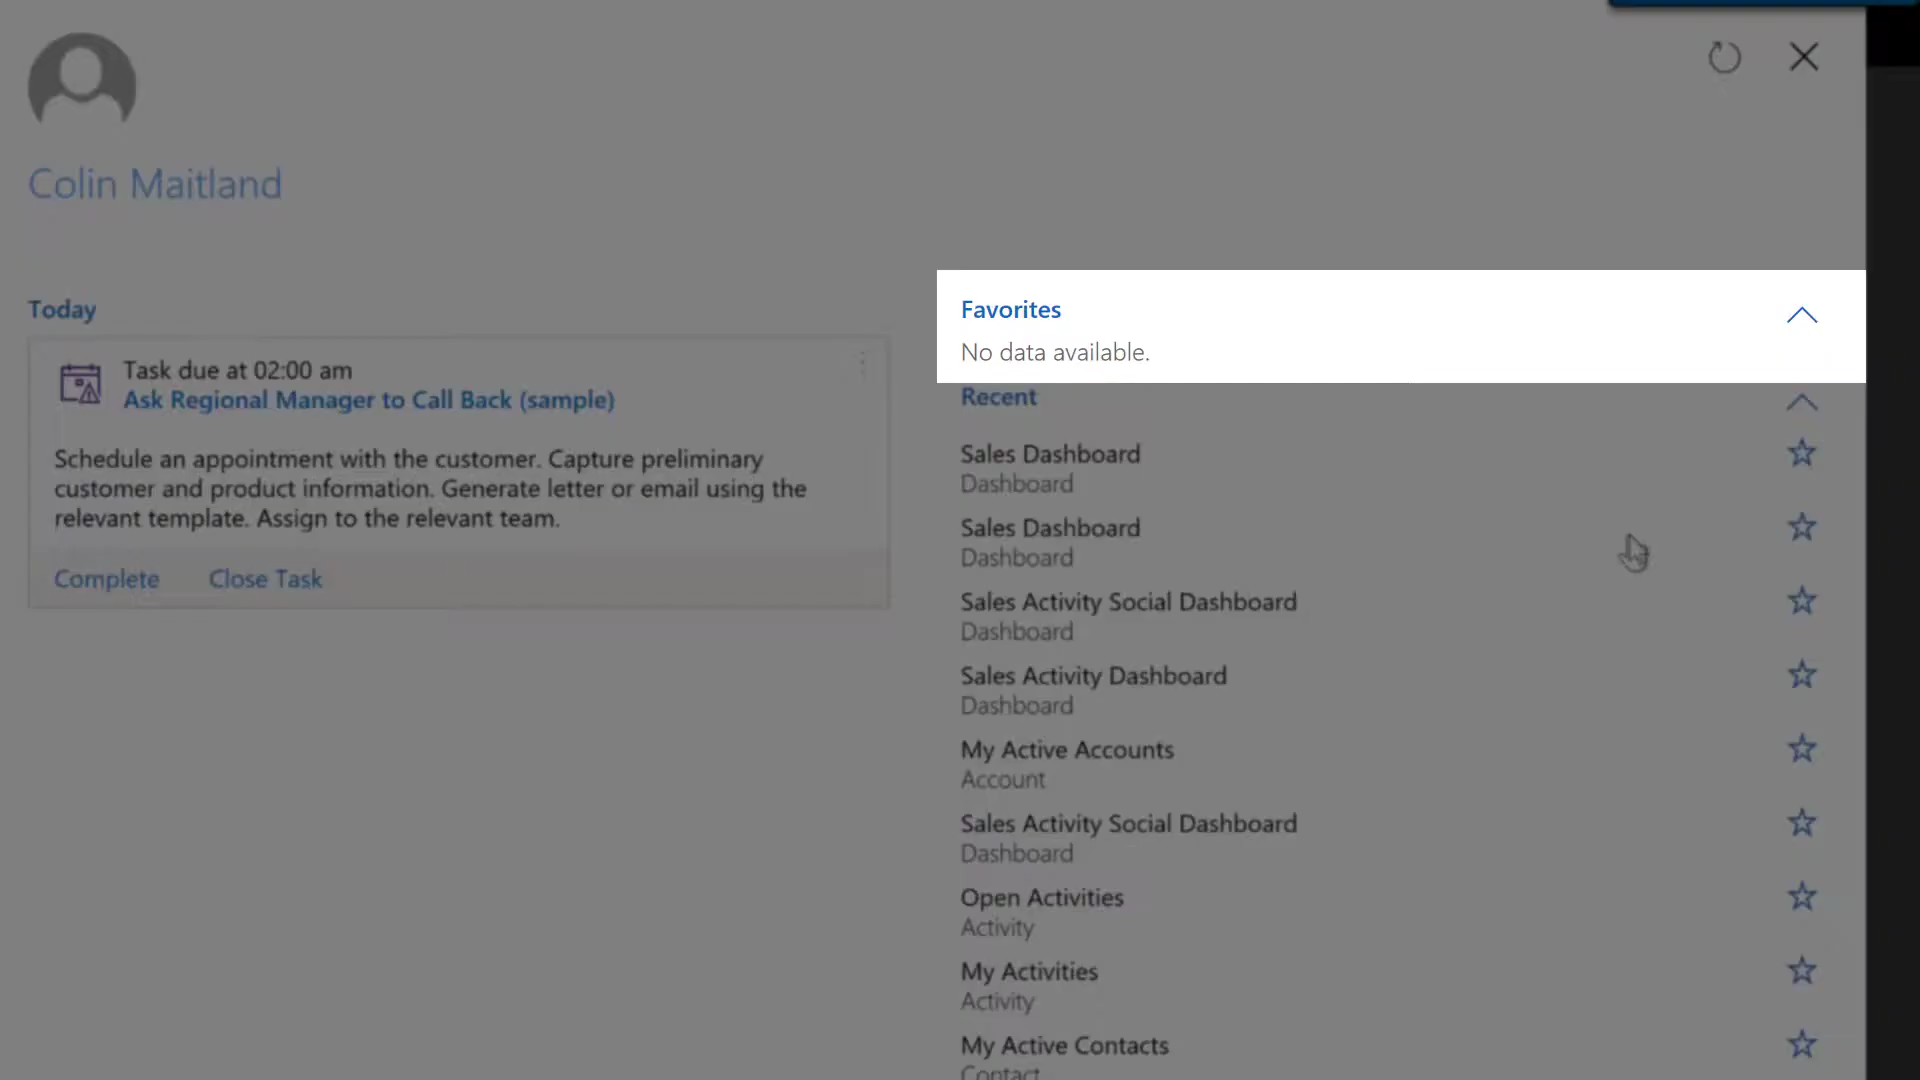 Colin Maitland
Today
Task due at 02:00 am
Ask Regional Manager to Call Back (sample)
Schedule an appointment with the customer. Capture preliminary
customer and product information. Generate letter or email using the
relevant template. Assign to the relevant team.
Complete Close Task
Favorites
No data available.
Recent
Sales Dashboard
Dashboard
Sales Dashboard
Dashboard
Sales Activity Social Dashboard
Dashboard
Sales Activity Dashboard
Dashboard
My Active Accounts
Account
Sales Activity Social Dashboard
Dashboard
Open Activities
Activity
My Activities
Activity
My Active Contacts
Contact